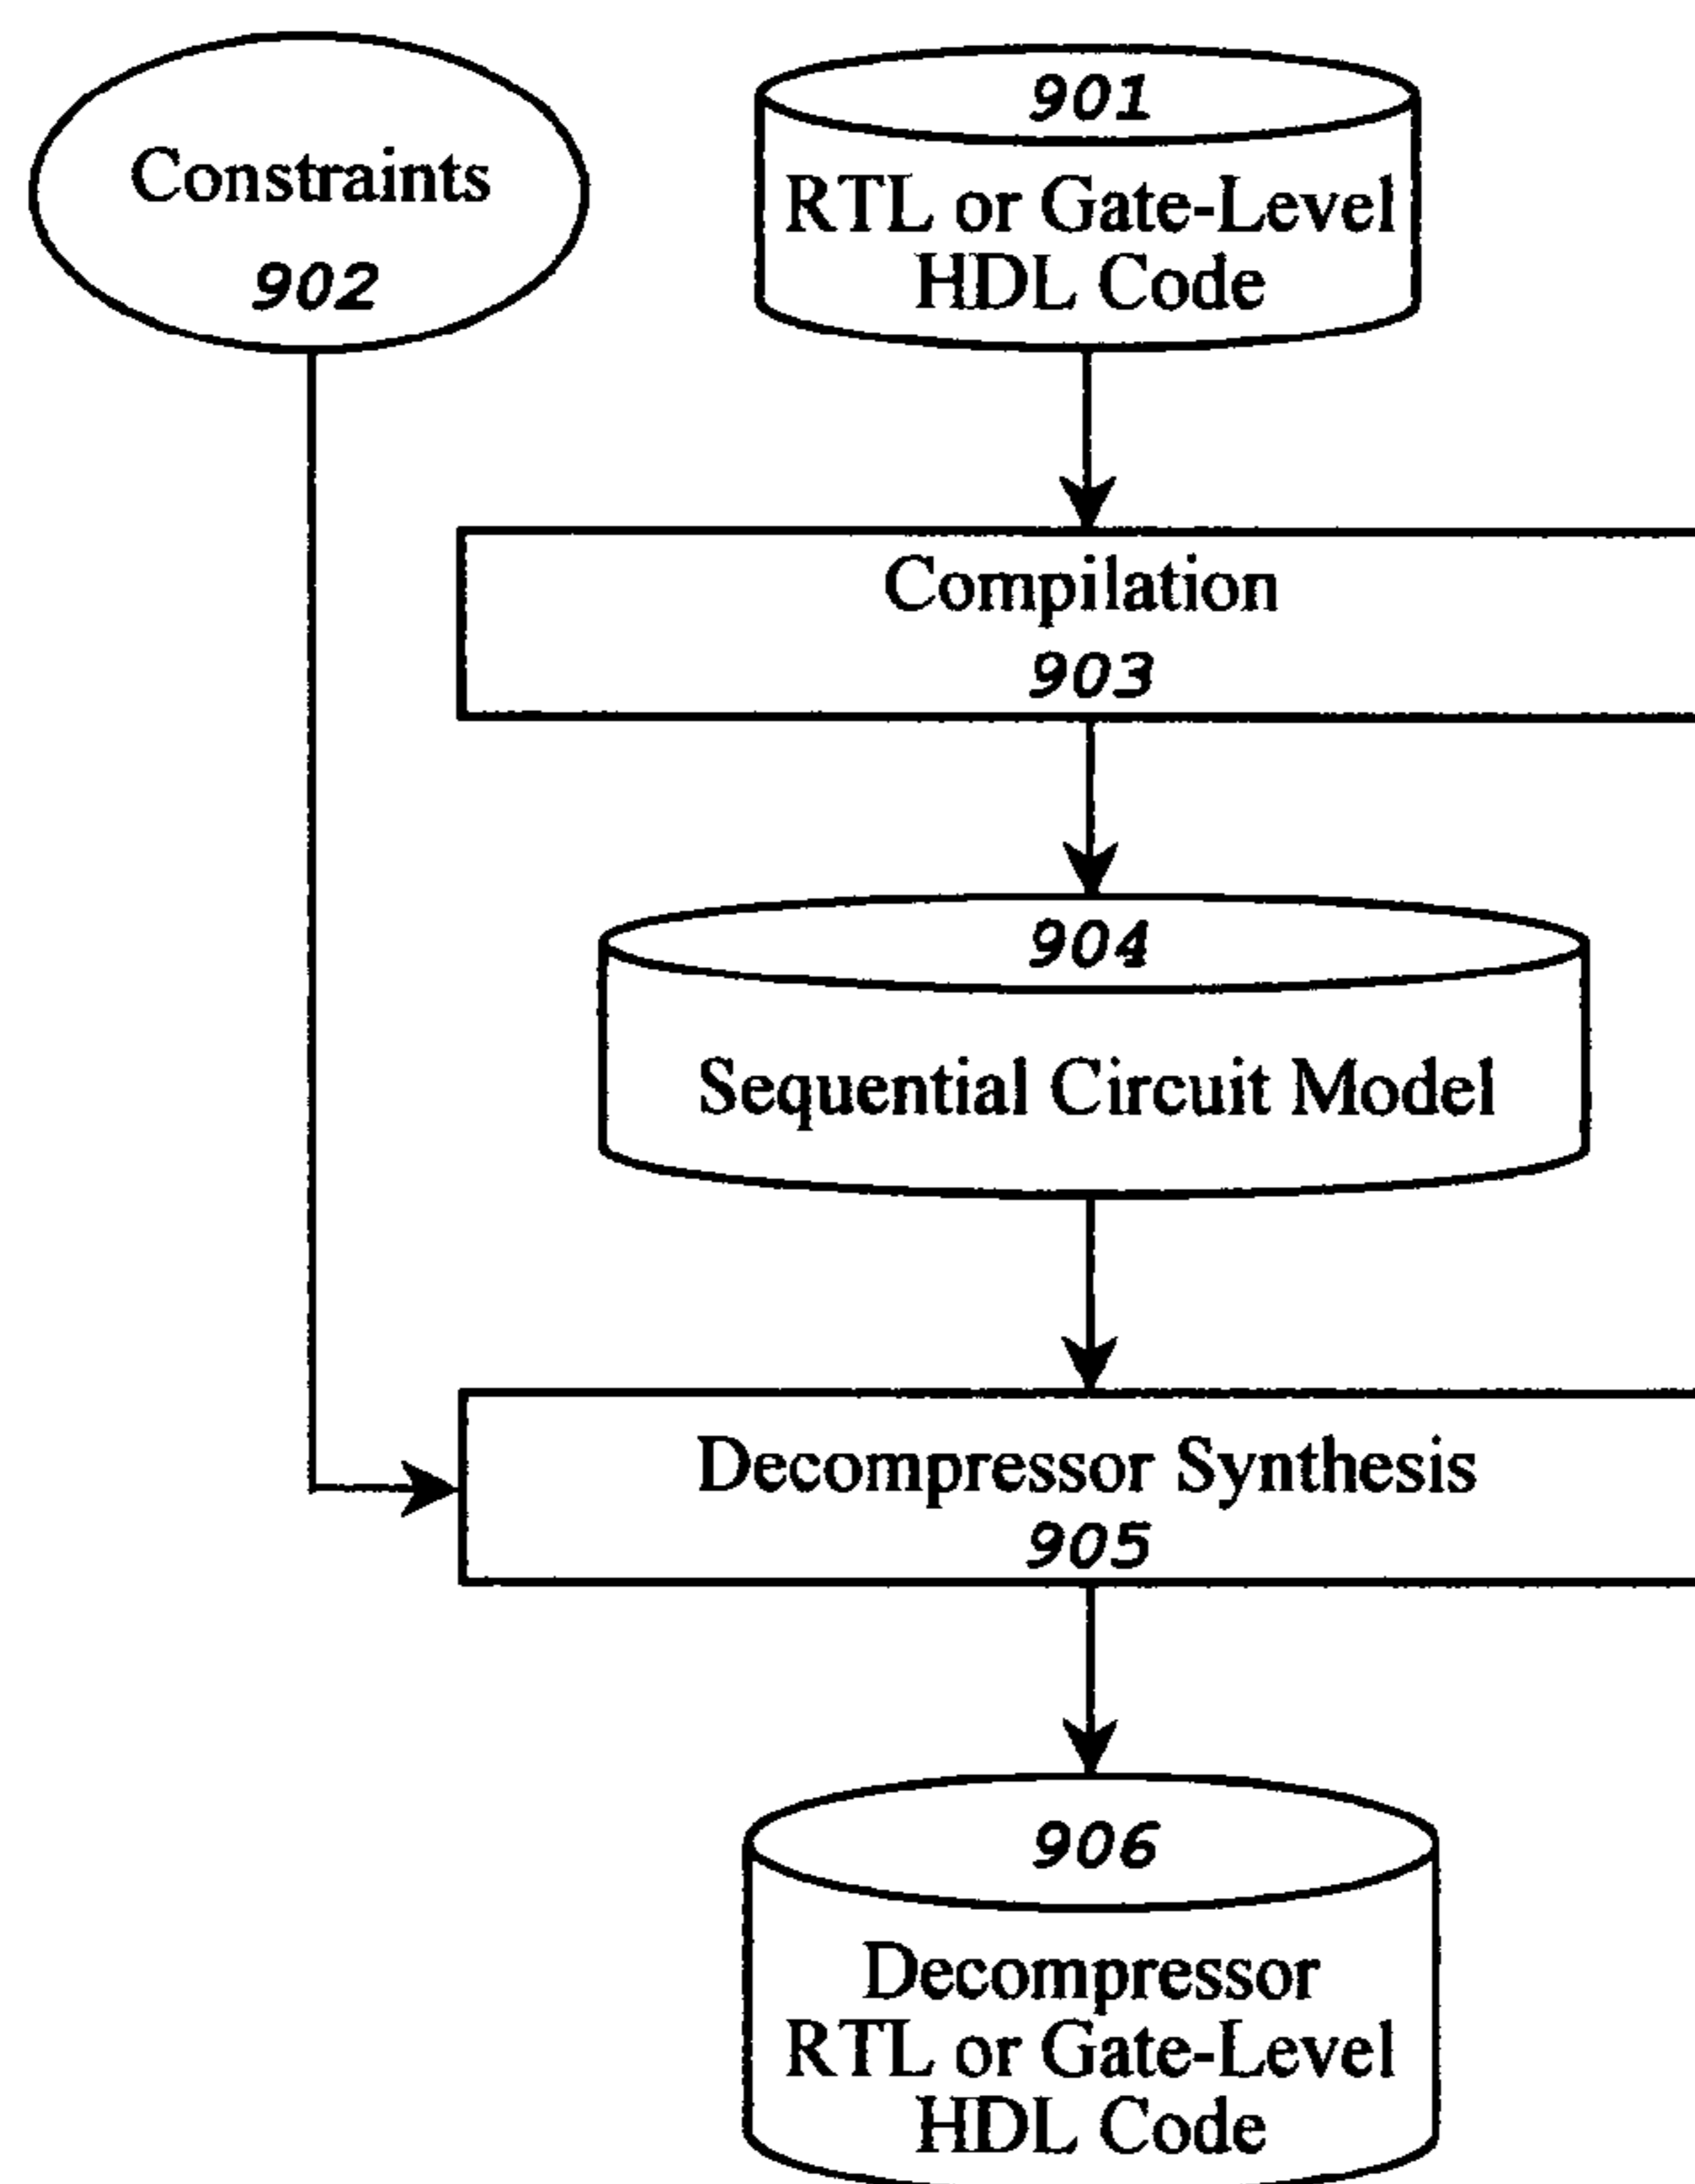 Constraints
902
901
RTL or Gate-Level
HDL Code
Compilation
903
904
Sequential Circuit Model
Decompressor Synthesis
905
906
Decompressor
RTL or Gate-Level
HDL Code